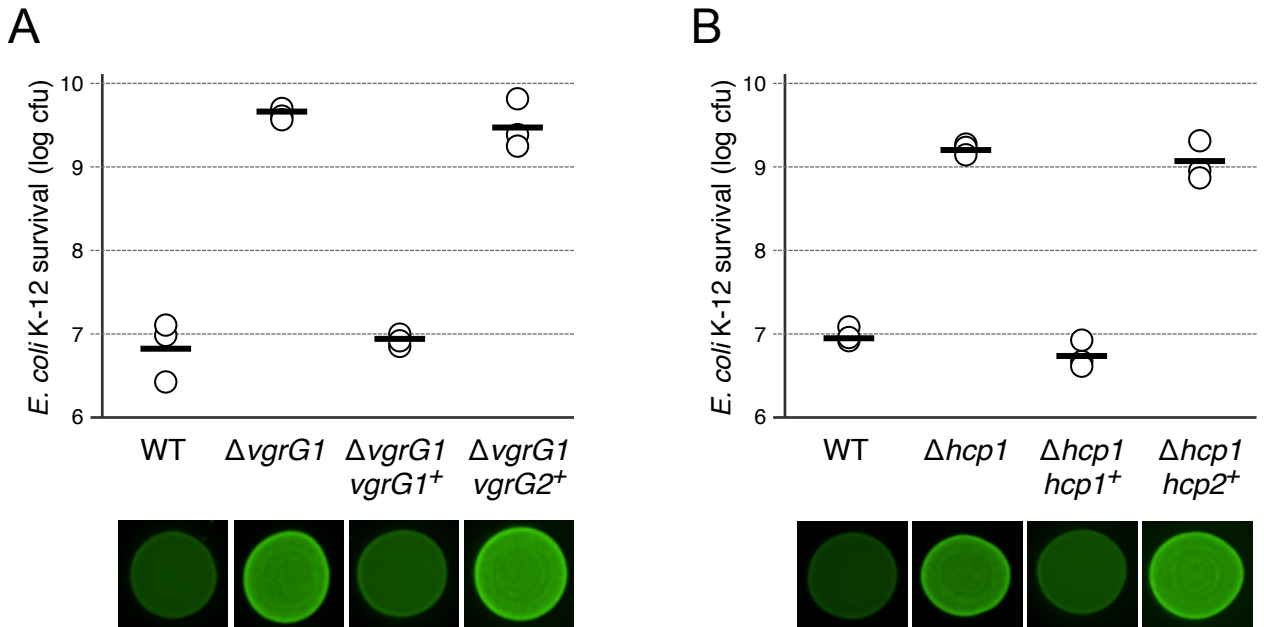 A
E. coli K-12 survival (log cfu)
10
9
8
7
6
WT
ΔvgrG1
ΔvgrG1
vgrG1+
ΔvgrG1
vgrG2+
B
E. coli K-12 survival (log cfu)
10
9
8
7
6
WT
Δhcp1
Δhcp1
hcp1+
Δhcp1
hcp2+